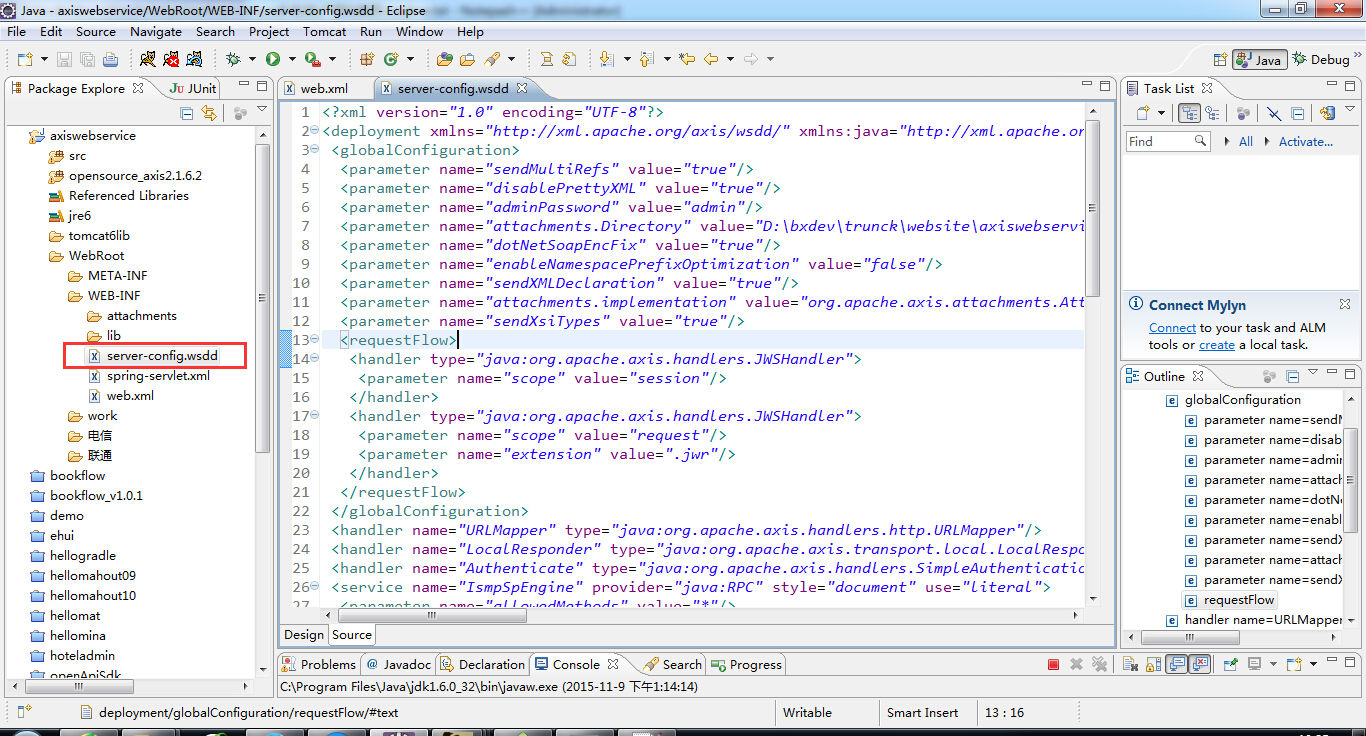 Java - axiswebservice/WebRoot/WEB-INF/server-config.wsdd - Eclipse
File Edit Source Navigate Search Project Tomcat Run Window Help
Java Debug
Package Explorer JUnit
axiswebservice
src
opensource_axis2.1.6.2
Referenced Libraries
jre6
tomcat6lib
WebRoot
META-INF
WEB-INF
attachments
lib
server-config.wsdd
spring-servlet.xml
web.xml
work
电信
联通
bookflow
bookflow_v1.0.1
demo
ehui
hellogradle
hellomahout09
hellomahout10
hellomat
hellomina
hoteladmin
openApiSdk
web.xml server-config.wsdd
1 <?xml version="1.0" encoding="UTF-8"?>
2 <deployment xmlns="http://xml.apache.org/axis/wsdd/" xmlns:java="http://xml.apache.or
3 <globalConfiguration>
4 <parameter name="sendMultiRefs" value="true"/>
5 <parameter name="disablePrettyXML" value="true"/>
6 <parameter name="adminPassword" value="admin"/>
7 <parameter name="attachments.Directory" value="D:\bxdev\trunck\website\axiswebservi
8 <parameter name="dotNetSoapEncFix" value="true"/>
9 <parameter name="enableNamespacePrefixOptimization" value="false"/>
10 <parameter name="sendXMLDeclaration" value="true"/>
11 <parameter name="attachments.implementation" value="org.apache.axis.attachments.Att
12 <parameter name="sendXsiTypes" value="true"/>
13 <requestFlow>
14 <handler type="java:org.apache.axis.handlers.JWSHandler">
15 <parameter name="scope" value="session"/>
16 </handler>
17 <handler type="java:org.apache.axis.handlers.JWSHandler">
18 <parameter name="scope" value="request"/>
19 <parameter name="extension" value=".jwr"/>
20 </handler>
21 </requestFlow>
22 </globalConfiguration>
23 <handler name="URLMapper" type="java:org.apache.axis.handlers.http.URLMapper"/>
24 <handler name="LocalResponder" type="java:org.apache.axis.transport.local.LocalRespo
25 <handler name="Authenticate" type="java:org.apache.axis.handlers.SimpleAuthenticatio
26 <service name="IsmpSpEngine" provider="java:RPC" style="document" use="literal">
27 <parameter name="allowedMethods" value="*"/>
Design Source
Task List
Find All Activate...
Connect Mylyn
Connect to your task and ALM
tools or create a local task.
Outline
globalConfiguration
parameter name=sendM
parameter name=disab
parameter name=admir
parameter name=attach
parameter name=dotNe
parameter name=enabl
parameter name=sendX
parameter name=attach
parameter name=sendX
requestFlow
handler name=URLMapper
Problems Javadoc Declaration Console Search Progress
C:\Program Files\Java\jdk1.6.0_32\bin\javaw.exe (2015-11-9 下午1:14:14)
deployment/globalConfiguration/requestFlow/#text Writable Smart Insert 13 : 16